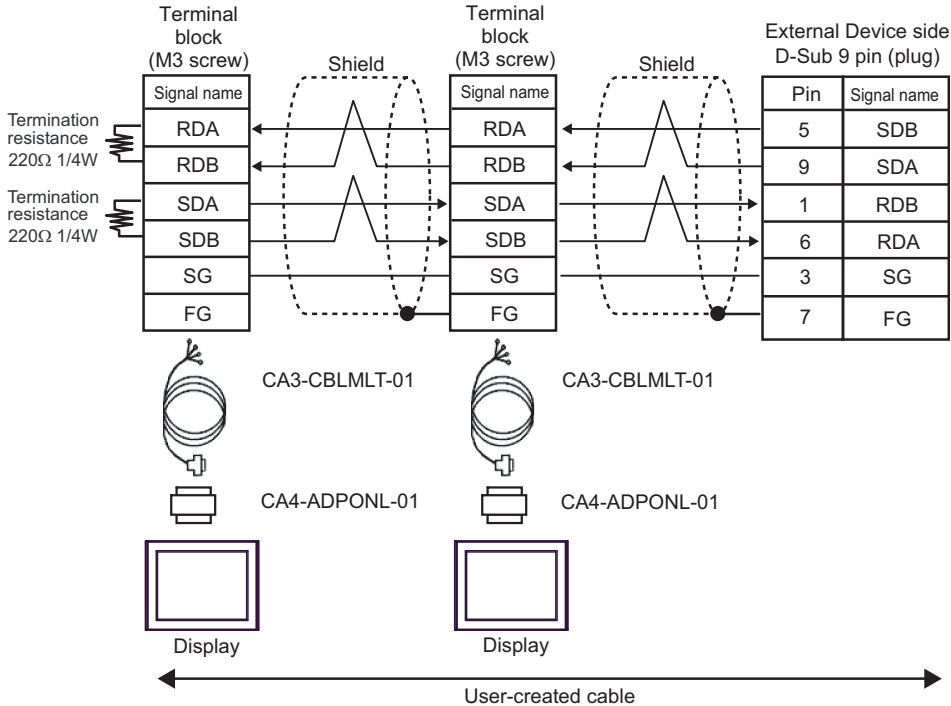 Terminal
block
(M3 screw)
Shield
Terminal
block
(M3 screw)
Shield
External Device side
D-Sub 9 pin (plug)
Signal name
Signal name
Pin
Signal name
Termination
resistance
220Ω 1/4W
RDA
RDA
5
SDB
RDB
RDB
9
SDA
Termination
resistance
220Ω 1/4W
SDA
SDA
1
RDB
SDB
SDB
6
RDA
SG
SG
3
SG
FG
FG
7
FG
CA3-CBLMLT-01
CA3-CBLMLT-01
CA4-ADPONL-01
CA4-ADPONL-01
Display
Display
User-created cable